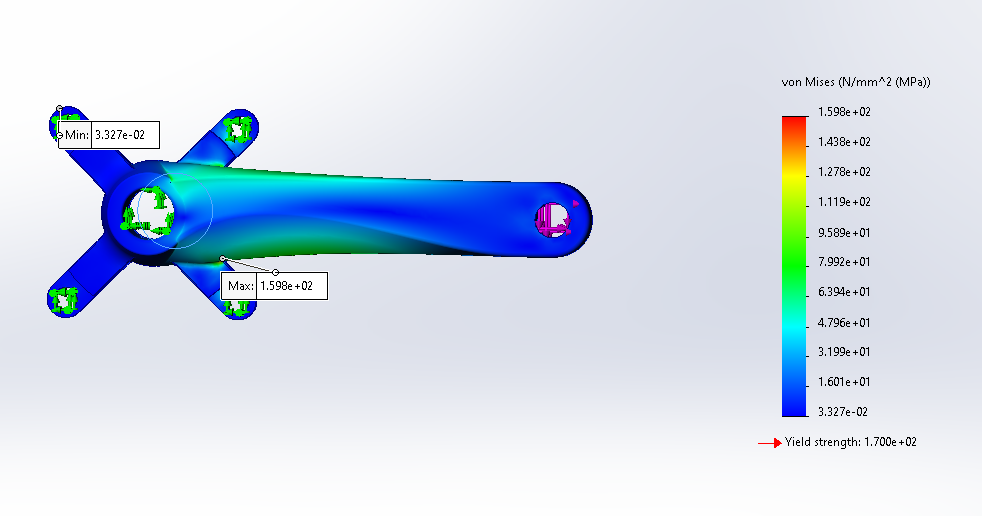 von Mises (N/mm^2 (MPa))
1.598e+02
1.438e+02
1.278e+02
1.119e+02
9.589e+01
7.992e+01
6.394e+01
4.796e+01
3.199e+01
1.601e+01
3.327e-02
Yield strength: 1.700e+02
Min: 3.327e-02
Max: 1.598e+02